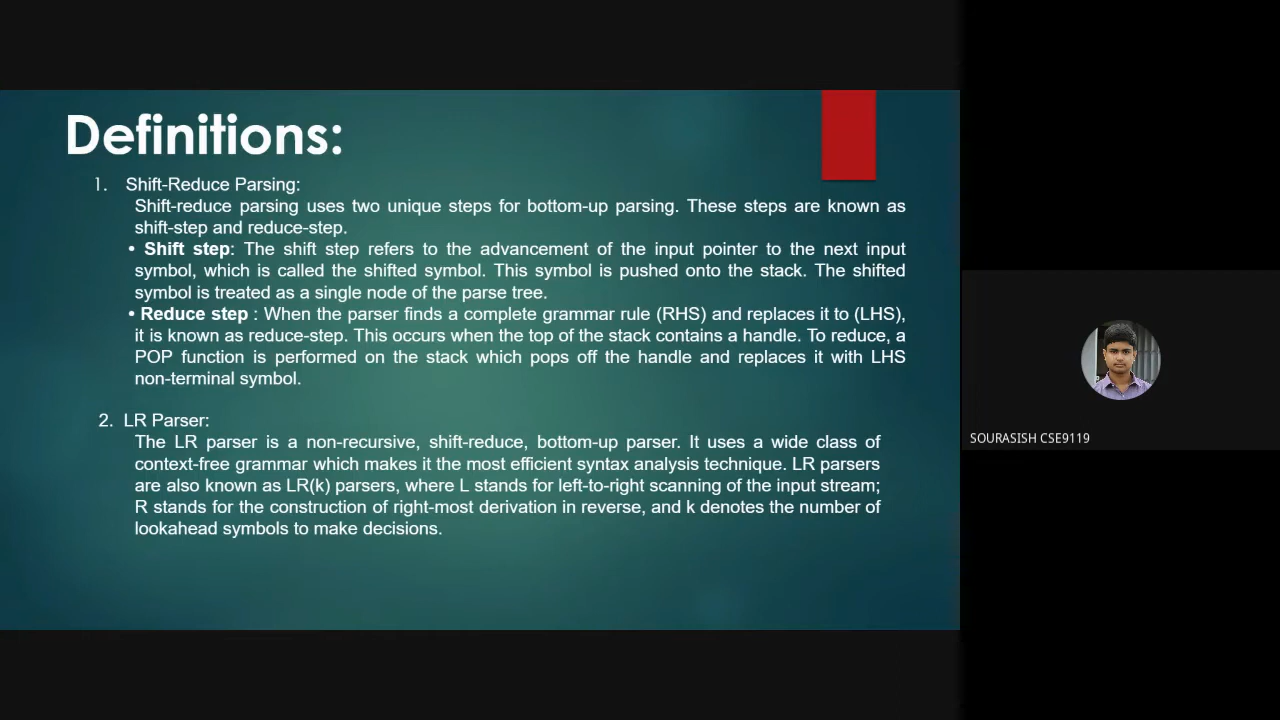 Definitions:
1. Shift-Reduce Parsing:
Shift-reduce parsing uses two unique steps for bottom-up parsing. These steps are known as
shift-step and reduce-step.
• Shift step: The shift step refers to the advancement of the input pointer to the next input
symbol, which is called the shifted symbol. This symbol is pushed onto the stack. The shifted
symbol is treated as a single node of the parse tree.
• Reduce step : When the parser finds a complete grammar rule (RHS) and replaces it to (LHS),
it is known as reduce-step. This occurs when the top of the stack contains a handle. To reduce, a
POP function is performed on the stack which pops off the handle and replaces it with LHS
non-terminal symbol.
2. LR Parser:
The LR parser is a non-recursive, shift-reduce, bottom-up parser. It uses a wide class of
context-free grammar which makes it the most efficient syntax analysis technique. LR parsers
are also known as LR(k) parsers, where L stands for left-to-right scanning of the input stream;
R stands for the construction of right-most derivation in reverse, and k denotes the number of
lookahead symbols to make decisions.
SOURASISH CSE9119